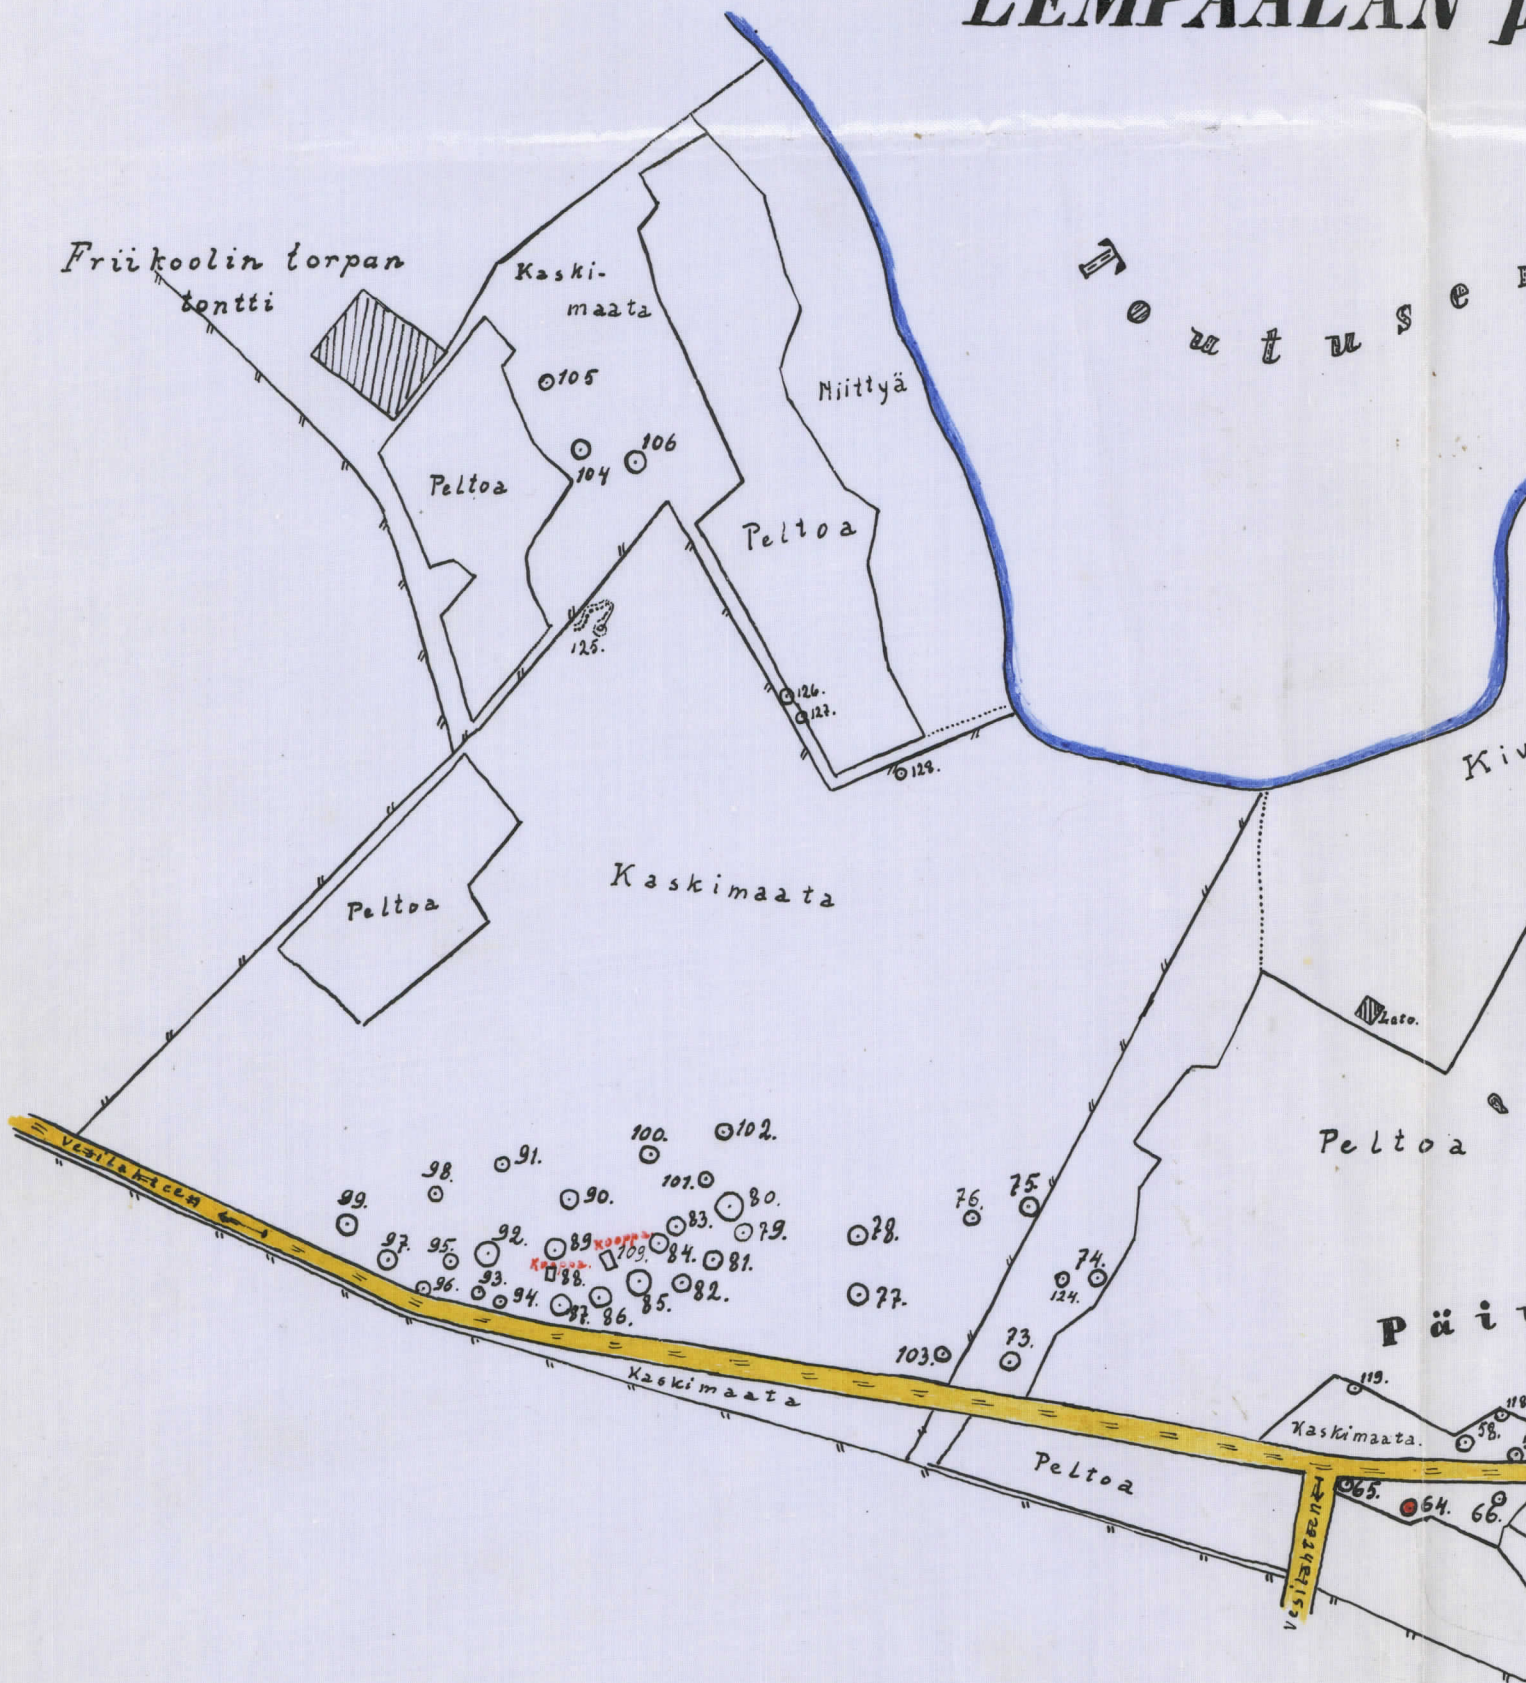 LEMPÄÄLÄN
Friikoolin torpan
tontti
Kaski-
maata
105
104
106
Niittyä
Toutuse
Peltoa
Peltoa
125.
126.
127.
128.
Kaskimaata
Peltoa
Lato.
Peltoa
Vesilahteen
102.
100.
91.
98.
101.
90.
99.
80.
83.
79.
76.
75.
78.
97.
95.
92.
89
Kuoppa
109.
84.
81.
Kuoppa.
88.
96.
93.
94.
87.
86.
85.
82.
77.
74.
124.
103.
73.
Kaskimaata
119.
118
Kaskimaata.
58.
Peltoa
65.
64.
66.
Vesilahteen